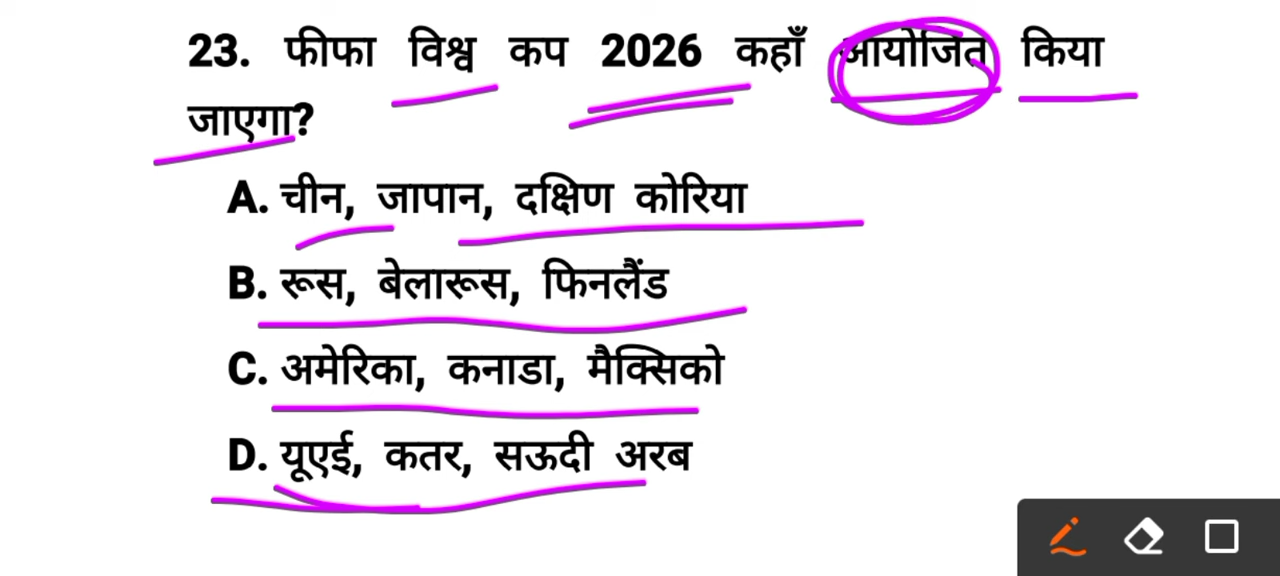 23. फीफा विश्व कप 2026 कहाँ आयोजित किया
जाएगा?
A. चीन, जापान, दक्षिण कोरिया
B. रूस, बेलारूस, फिनलैंड
C. अमेरिका, कनाडा, मैक्सिको
D. यूएई, कतर, सऊदी अरब